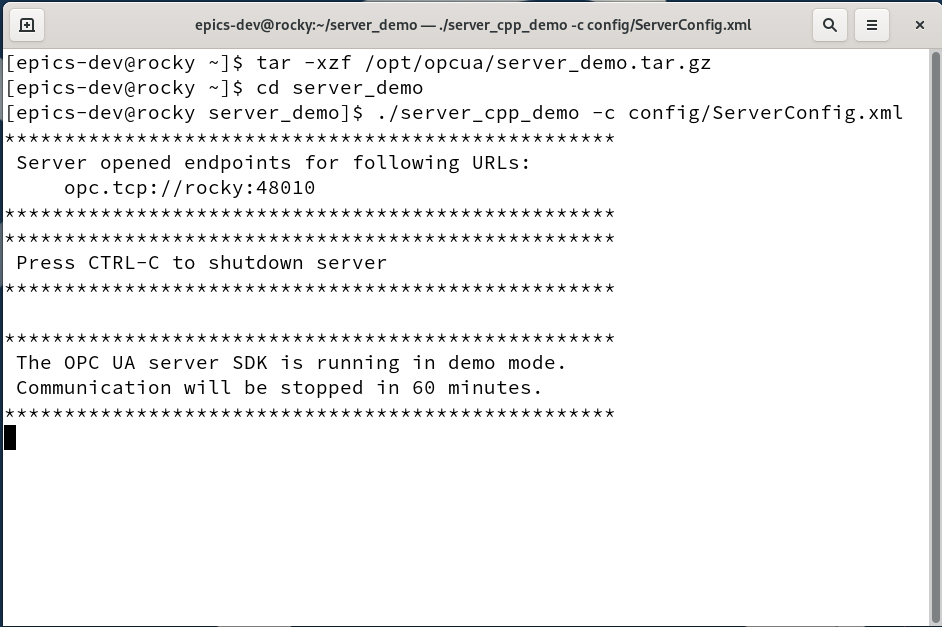 epics-dev@rocky:~/server_demo — ./server_cpp_demo -c config/ServerConfig.xml
[epics-dev@rocky ~]$ tar -xzf /opt/opcua/server_demo.tar.gz
[epics-dev@rocky ~]$ cd server_demo
[epics-dev@rocky server_demo]$ ./server_cpp_demo -c config/ServerConfig.xml
***************************************************
 Server opened endpoints for following URLs:
     opc.tcp://rocky:48010
***************************************************
***************************************************
 Press CTRL-C to shutdown server
***************************************************

***************************************************
 The OPC UA server SDK is running in demo mode.
 Communication will be stopped in 60 minutes.
***************************************************